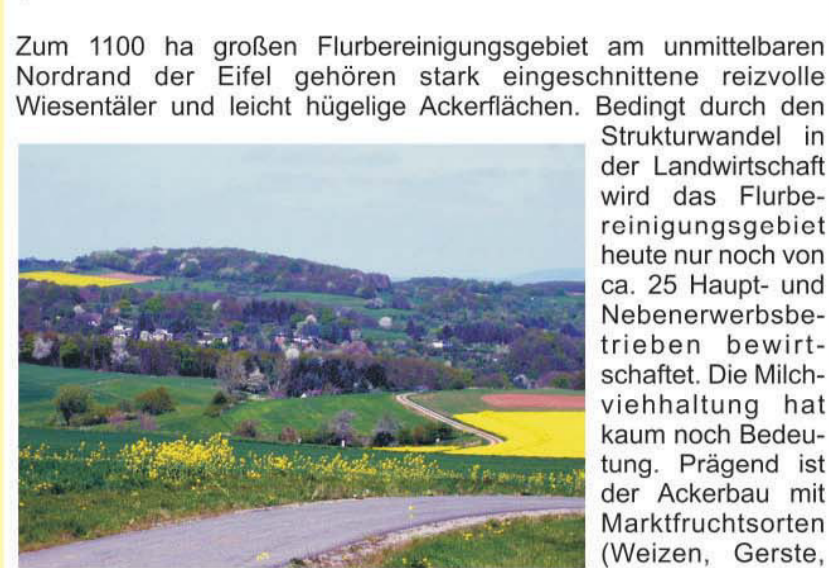 Zum 1100 ha großen Flurbereinigungsgebiet am unmittelbaren
Nordrand der Eifel gehören stark eingeschnittene reizvolle
Wiesentäler und leicht hügelige Ackerflächen. Bedingt durch den
Strukturwandel in
der Landwirtschaft
wird das Flurbe-
reinigungsgebiet
heute nur noch von
ca. 25 Haupt- und
Nebenerwerbsbe-
trieben bewirt-
schaftet. Die Milch-
viehhaltung hat
kaum noch Bedeu-
tung. Prägend ist
der Ackerbau mit
Marktfruchtsorten
(Weizen, Gerste,